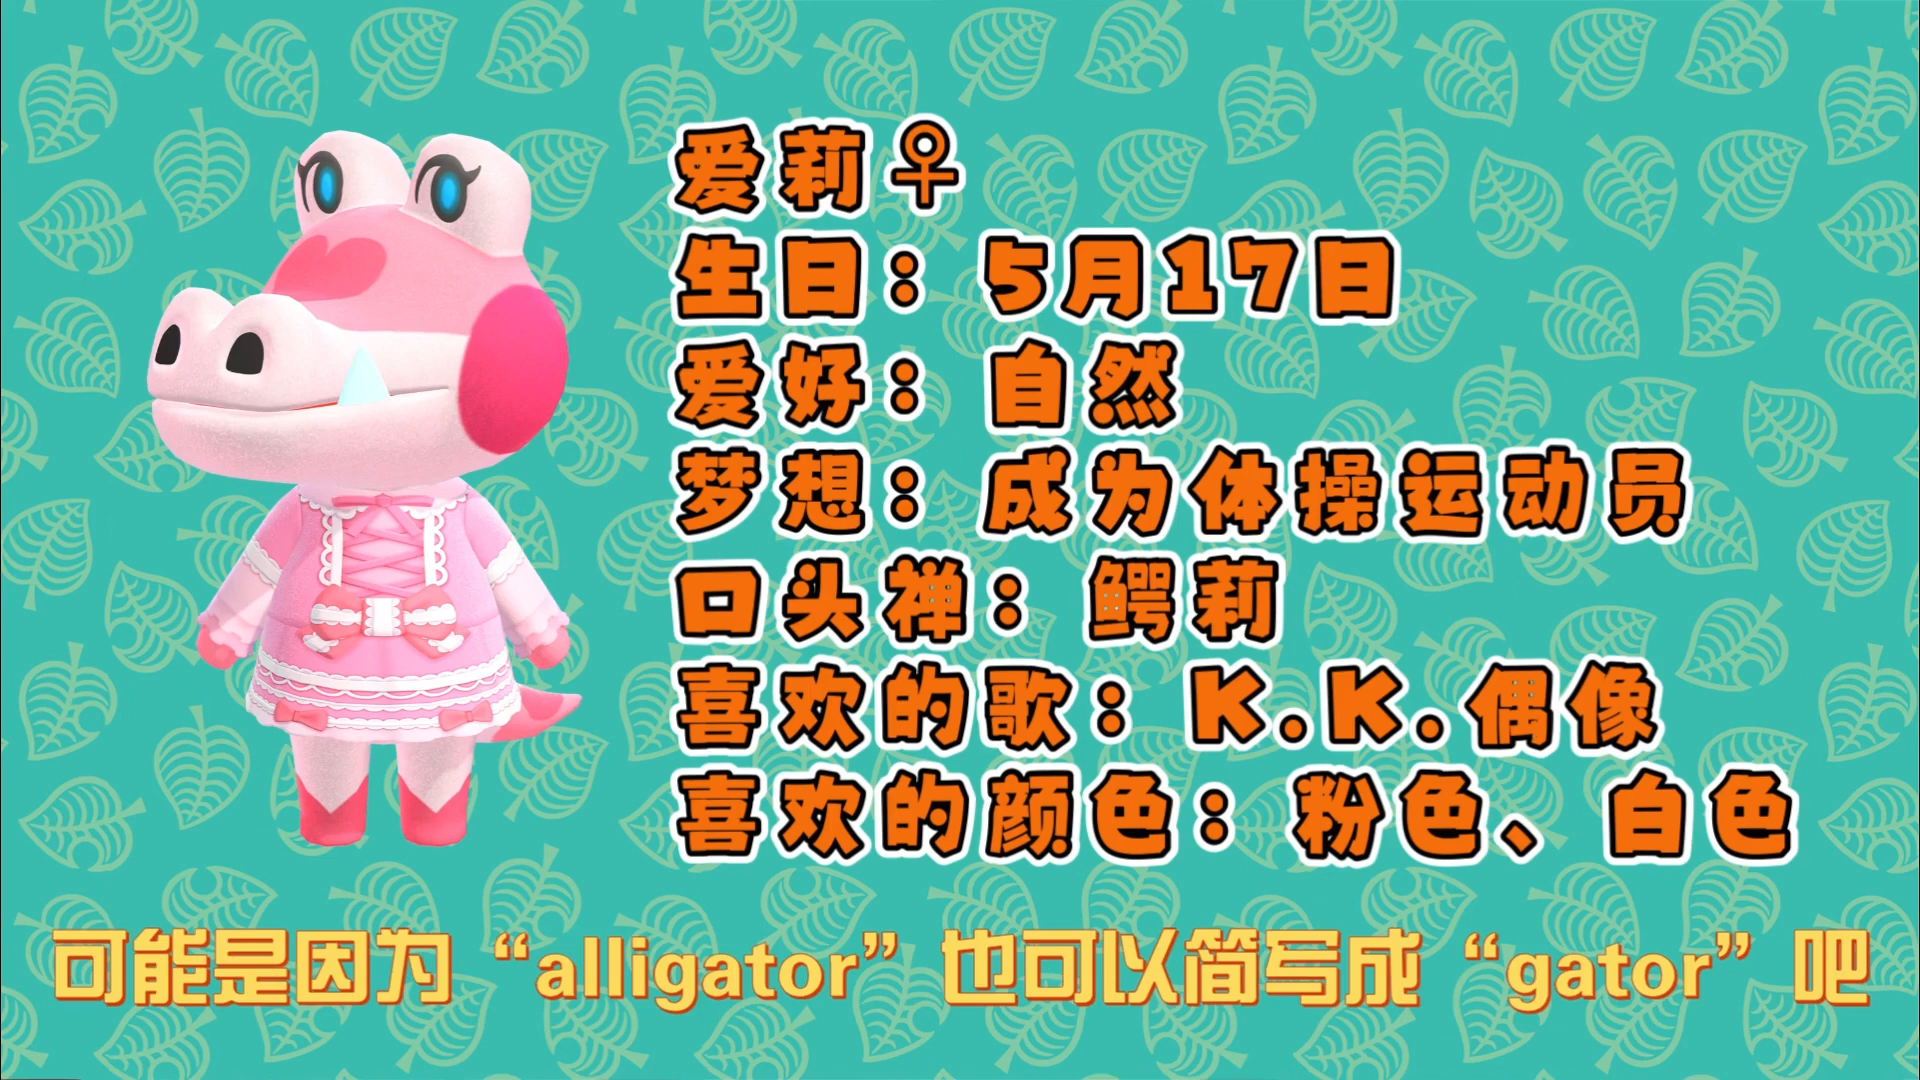 爱莉♀
生日：5月17日
爱好：自然
梦想：成为体操运动员
口头禅：鳄莉
喜欢的歌：K.K.偶像
喜欢的颜色：粉色、白色
可能是因为“alligator”也可以简写成“gator”吧